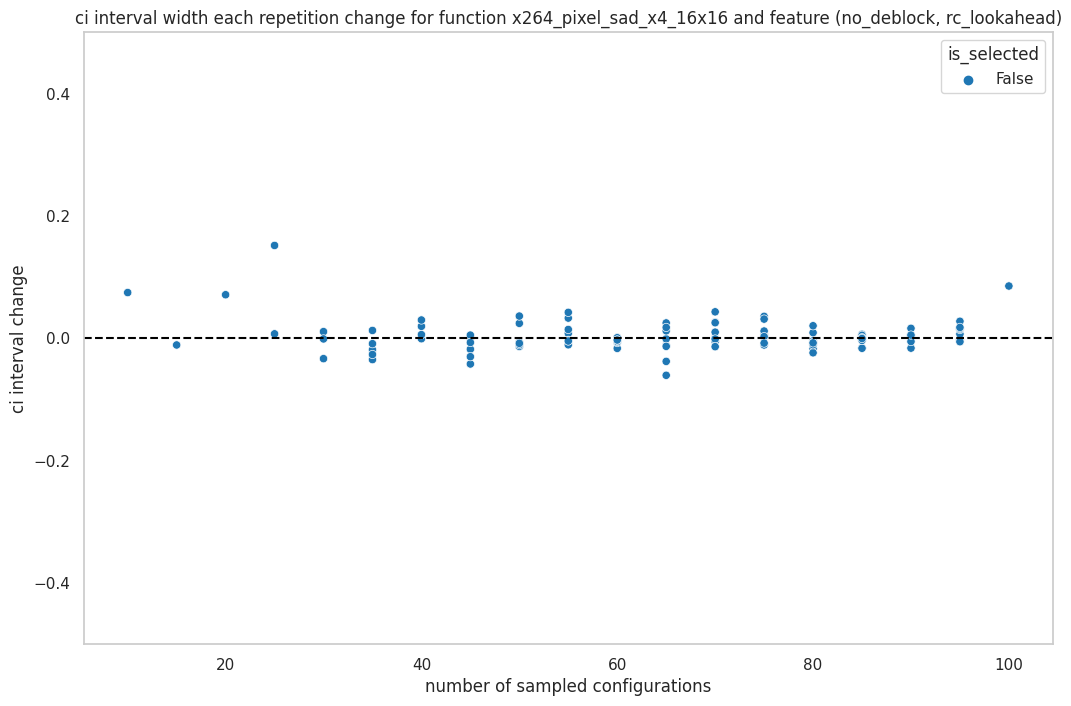 ci interval width each repetition change for function x264_pixel_sad_x4_16x16 and feature (no_deblock, rc_lookahead)
is_selected
False
0.4
0.2
0.0
−0.2
−0.4
ci interval change
20
40
60
80
100
number of sampled configurations